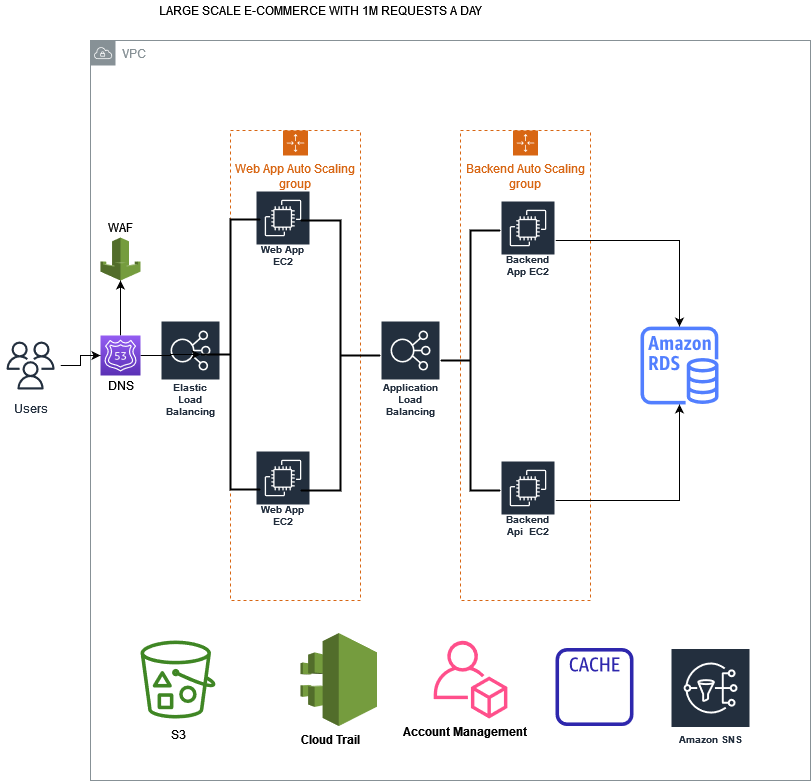 LARGE SCALE E-COMMERCE WITH 1M REQUESTS A DAY
VPC
Web App Auto Scaling
group
Backend Auto Scaling
group
WAF
Web App
EC2
Backend
App EC2
53
DNS
Users
Elastic
Load
Balancing
Application
Load
Balancing
Amazon
RDS
Web App
EC2
Backend
Api EC2
S3
Cloud Trail
Account Management
CACHE
Amazon SNS